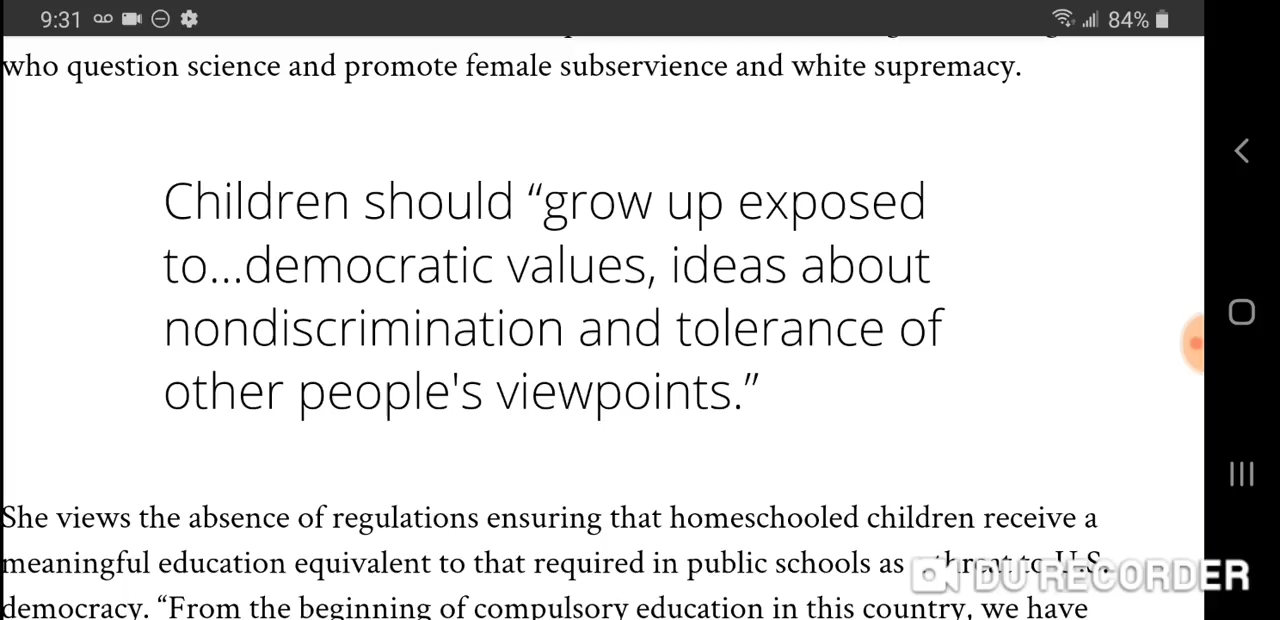 9:31 84%
who question science and promote female subservience and white supremacy.
Children should “grow up exposed
to...democratic values, ideas about
nondiscrimination and tolerance of
other people's viewpoints.”
She views the absence of regulations ensuring that homeschooled children receive a
meaningful education equivalent to that required in public schools as a threat to U.S.
DU RECORDER
democracy. “From the beginning of compulsory education in this country, we have